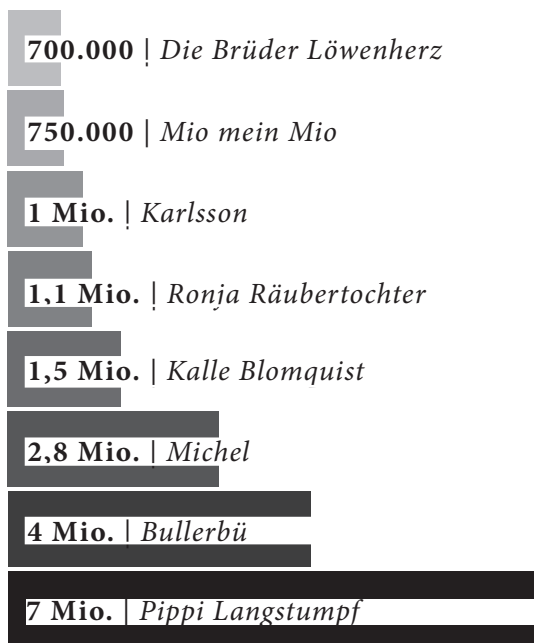 700.000 | Die Brüder Löwenherz
750.000 | Mio mein Mio
1 Mio. | Karlsson
1,1 Mio. | Ronja Räubertochter
1,5 Mio. | Kalle Blomquist
2,8 Mio. | Michel
4 Mio. | Bullerbü
7 Mio. | Pippi Langstumpf